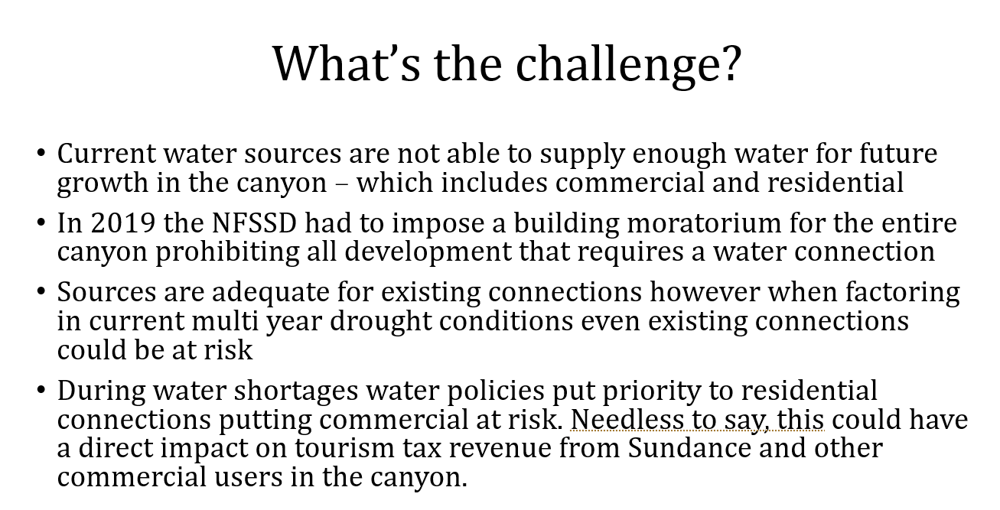 What’s the challenge?
• Current water sources are not able to supply enough water for future
growth in the canyon – which includes commercial and residential
• In 2019 the NFSSD had to impose a building moratorium for the entire
canyon prohibiting all development that requires a water connection
• Sources are adequate for existing connections however when factoring
in current multi year drought conditions even existing connections
could be at risk
• During water shortages water policies put priority to residential
connections putting commercial at risk. Needless to say, this could have
a direct impact on tourism tax revenue from Sundance and other
commercial users in the canyon.